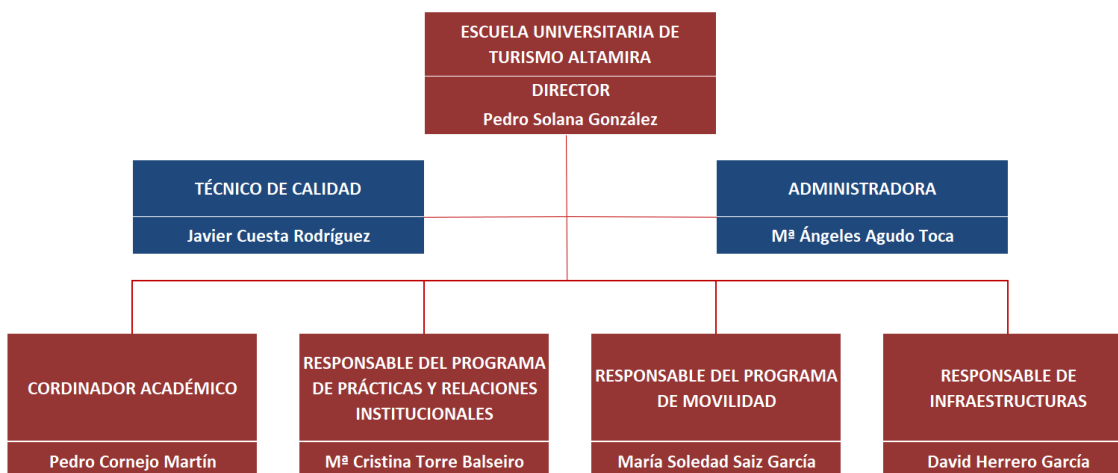 ESCUELA UNIVERSITARIA DE
TURISMO ALTAMIRA
DIRECTOR
Pedro Solana González
TÉCNICO DE CALIDAD
Javier Cuesta Rodríguez
ADMINISTRADORA
Mª Ángeles Agudo Toca
CORDINADOR ACADÉMICO
Pedro Cornejo Martín
RESPONSABLE DEL PROGRAMA
DE PRÁCTICAS Y RELACIONES
INSTITUCIONALES
Mª Cristina Torre Balseiro
RESPONSABLE DEL PROGRAMA
DE MOVILIDAD
María Soledad Saiz García
RESPONSABLE DE
INFRAESTRUCTURAS
David Herrero García